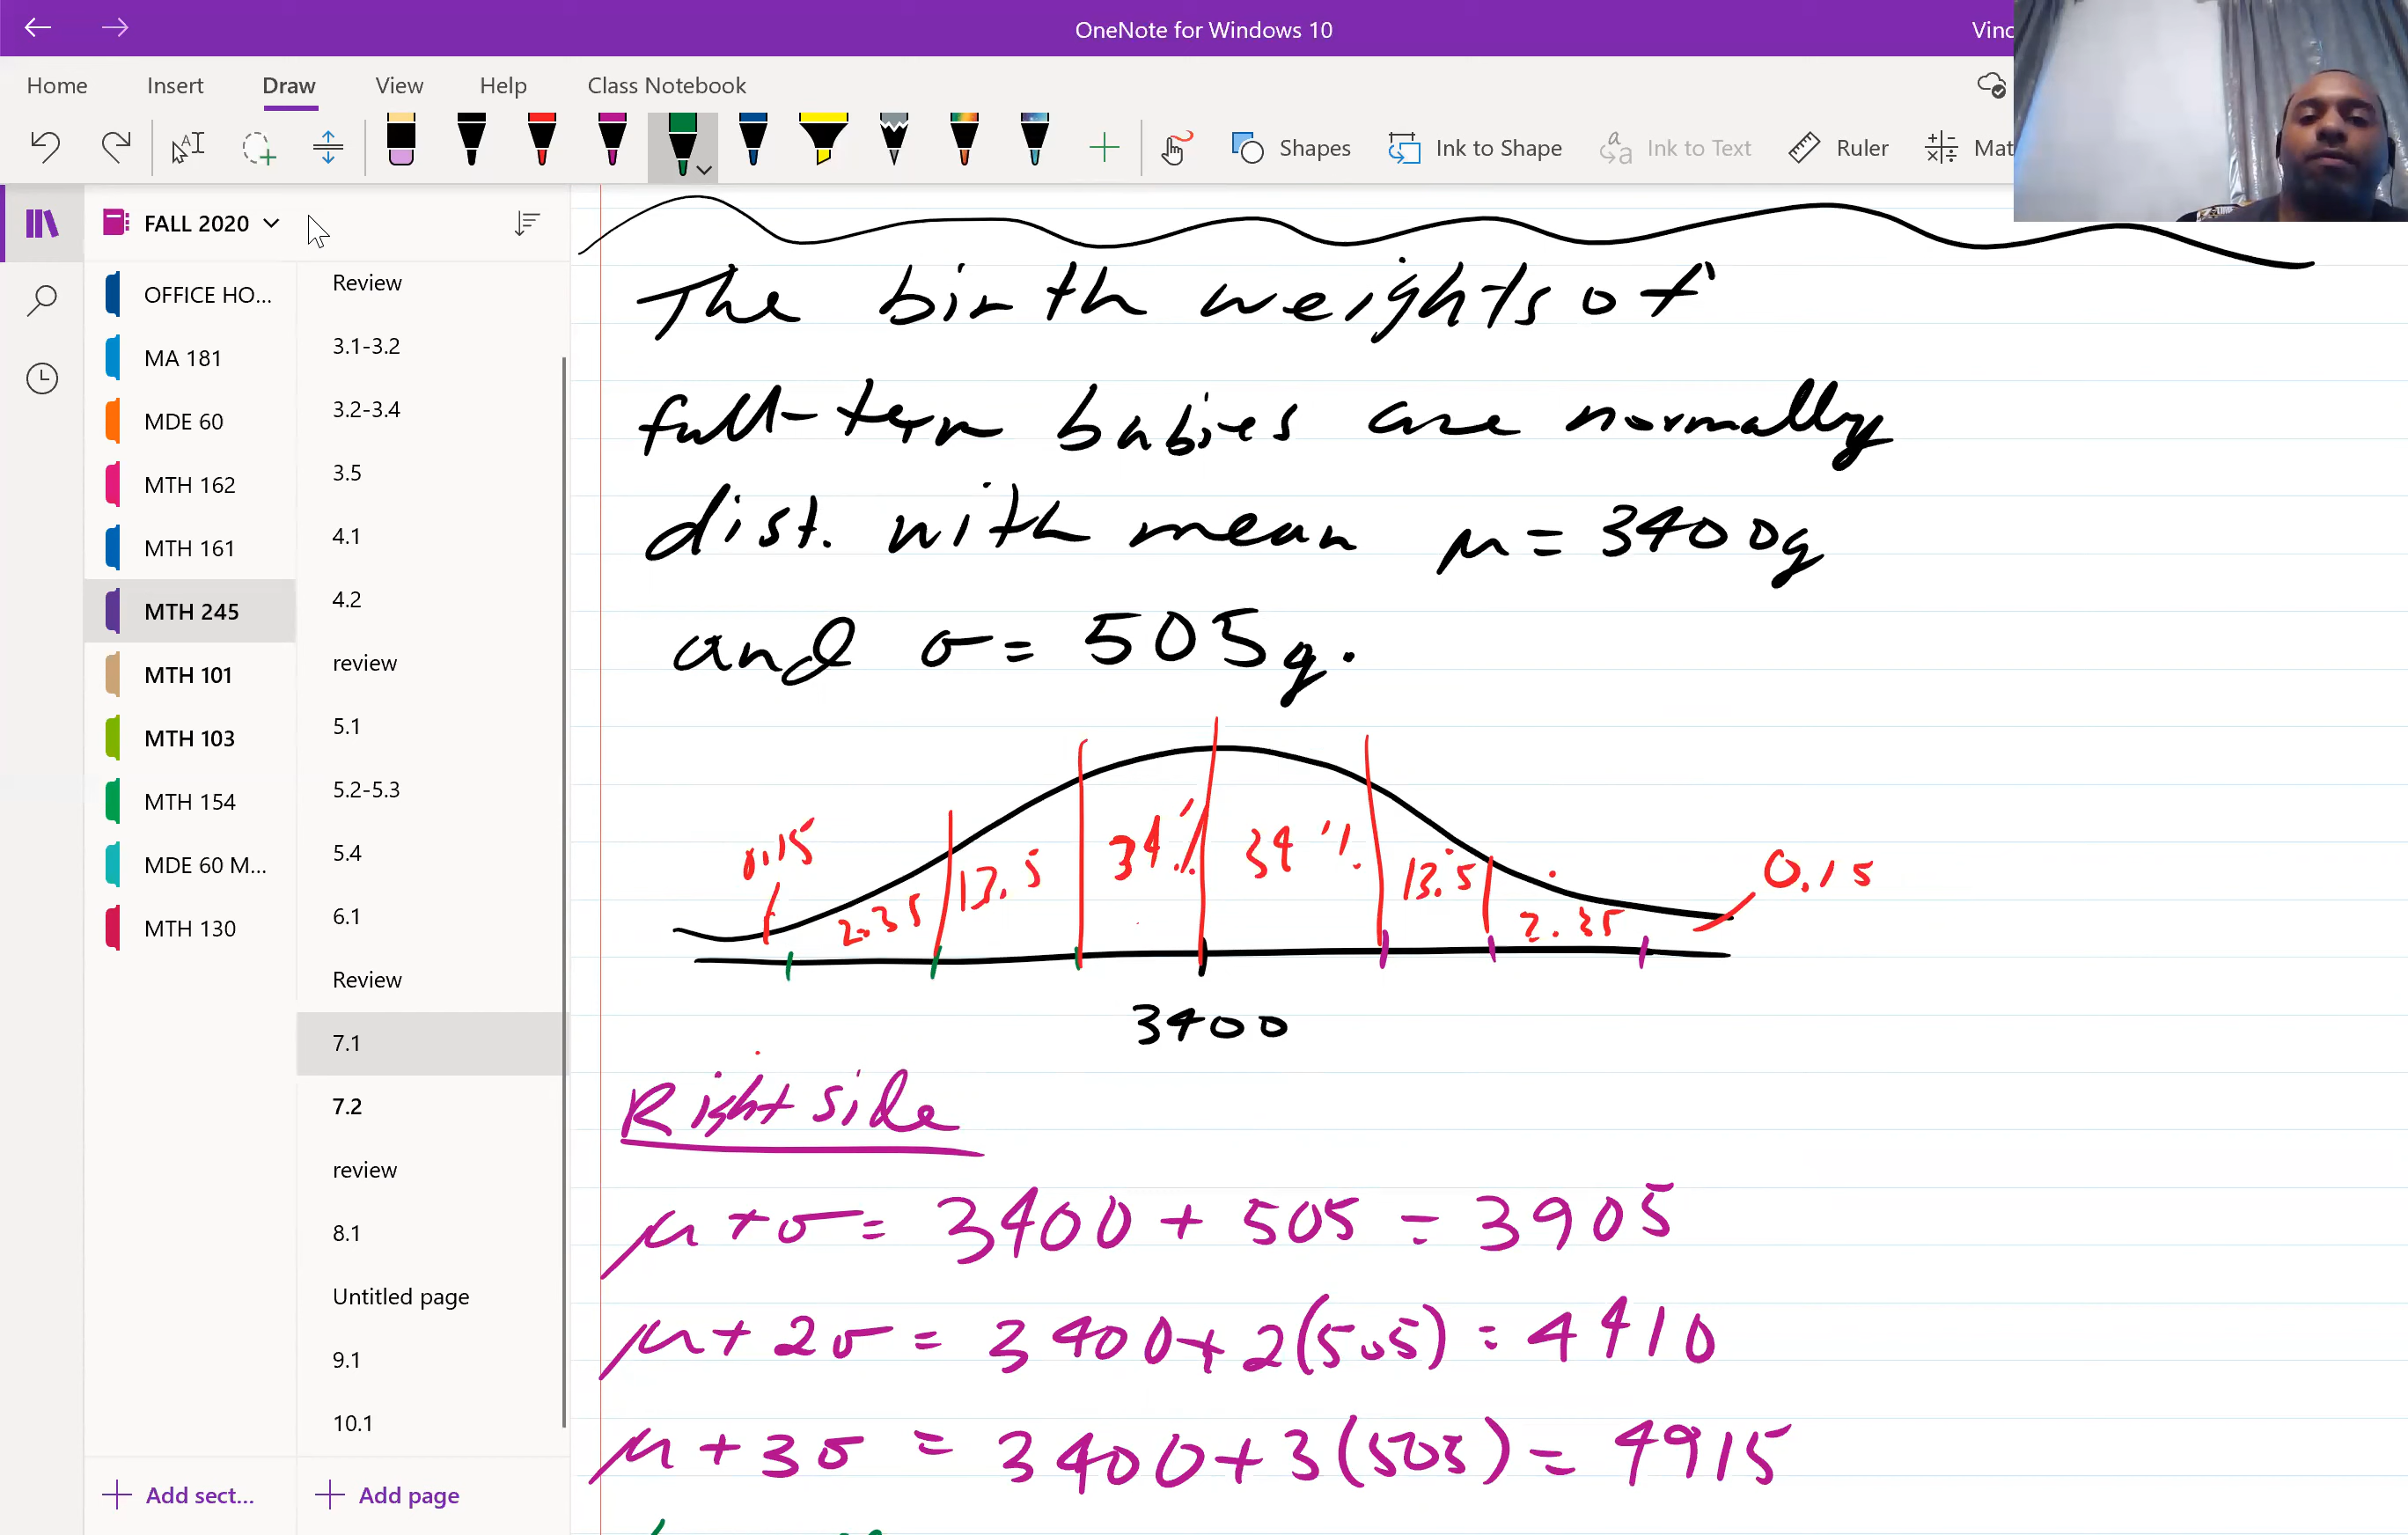 OneNote for Windows 10
Vinc
Home Insert Draw View Help Class Notebook
Shapes Ink to Shape Ink to Text Ruler Mat
FALL 2020
OFFICE HO...
MA 181
MDE 60
MTH 162
MTH 161
MTH 245
MTH 101
MTH 103
MTH 154
MDE 60 M...
MTH 130
Add sect...
Review
3.1-3.2
3.2-3.4
3.5
4.1
4.2
review
5.1
5.2-5.3
5.4
6.1
Review
7.1
7.2
review
8.1
Untitled page
9.1
10.1
Add page
The birth weights of
full-term babies are normally
dist. with mean μ = 3400g
and σ = 505g.
0.15 2.35 13.5 34% 34% 13.5 2.35 0.15
3400
Right side
μ + σ = 3400 + 505 = 3905
μ + 2σ = 3400 + 2(505) = 4410
μ + 3σ = 3400 + 3(505) = 4915